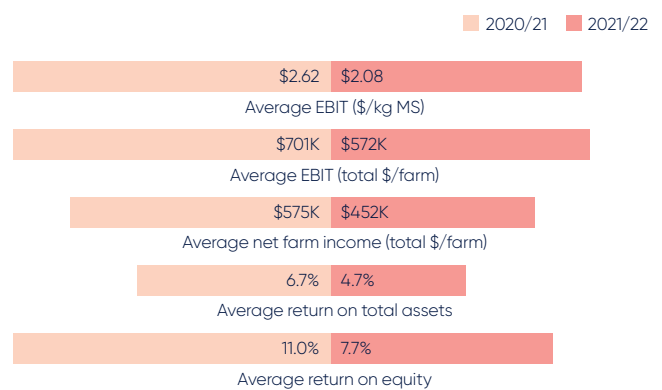 2020/21 2021/22
$2.62 $2.08
Average EBIT ($/kg MS)
$701K $572K
Average EBIT (total $/farm)
$575K $452K
Average net farm income (total $/farm)
6.7% 4.7%
Average return on total assets
11.0% 7.7%
Average return on equity